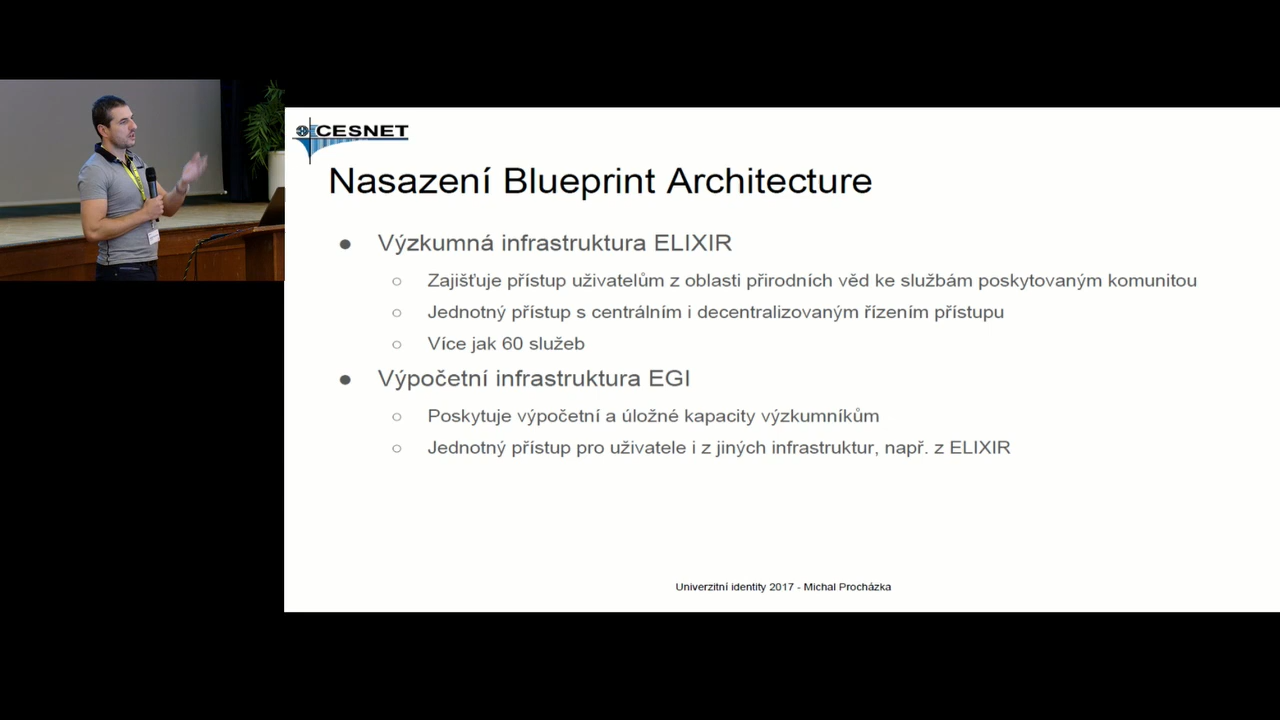 CESNET
Nasazení Blueprint Architecture
● Výzkumná infrastruktura ELIXIR
○ Zajišťuje přístup uživatelům z oblasti přírodních věd ke službám poskytovaným komunitou
○ Jednotný přístup s centrálním i decentralizovaným řízením přístupu
○ Více jak 60 služeb
● Výpočetní infrastruktura EGI
○ Poskytuje výpočetní a úložné kapacity výzkumníkům
○ Jednotný přístup pro uživatele i z jiných infrastruktur, např. z ELIXIR
Univerzitní identity 2017 - Michal Procházka